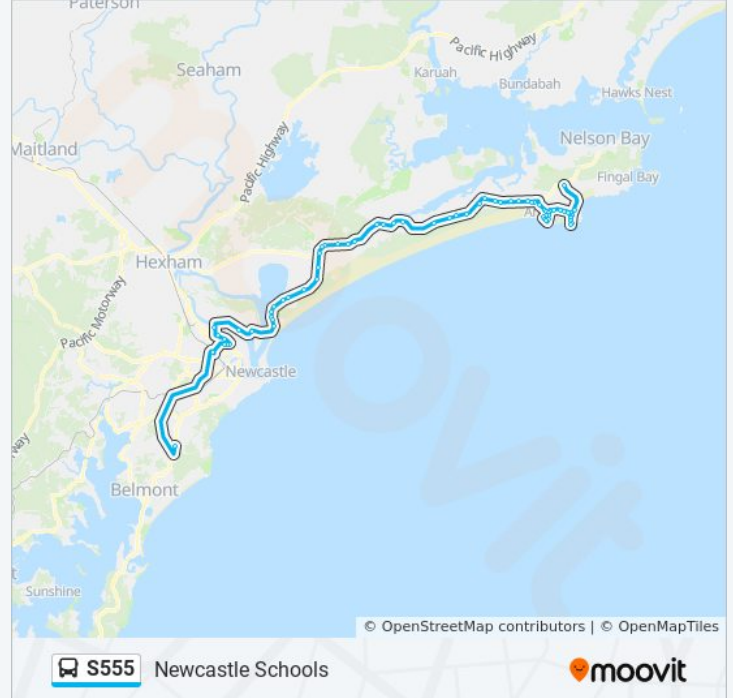 Paterson
Pacific Highway
Seaham
Karuah
Bundabah
Hawks Nest
Pacific Highway
Maitland
Nelson Bay
Fingal Bay
Hexham
Pacific Motorway
Newcastle
Belmont
Sunshine
© OpenStreetMap contributors | © OpenMapTiles
S555 Newcastle Schools
moovit